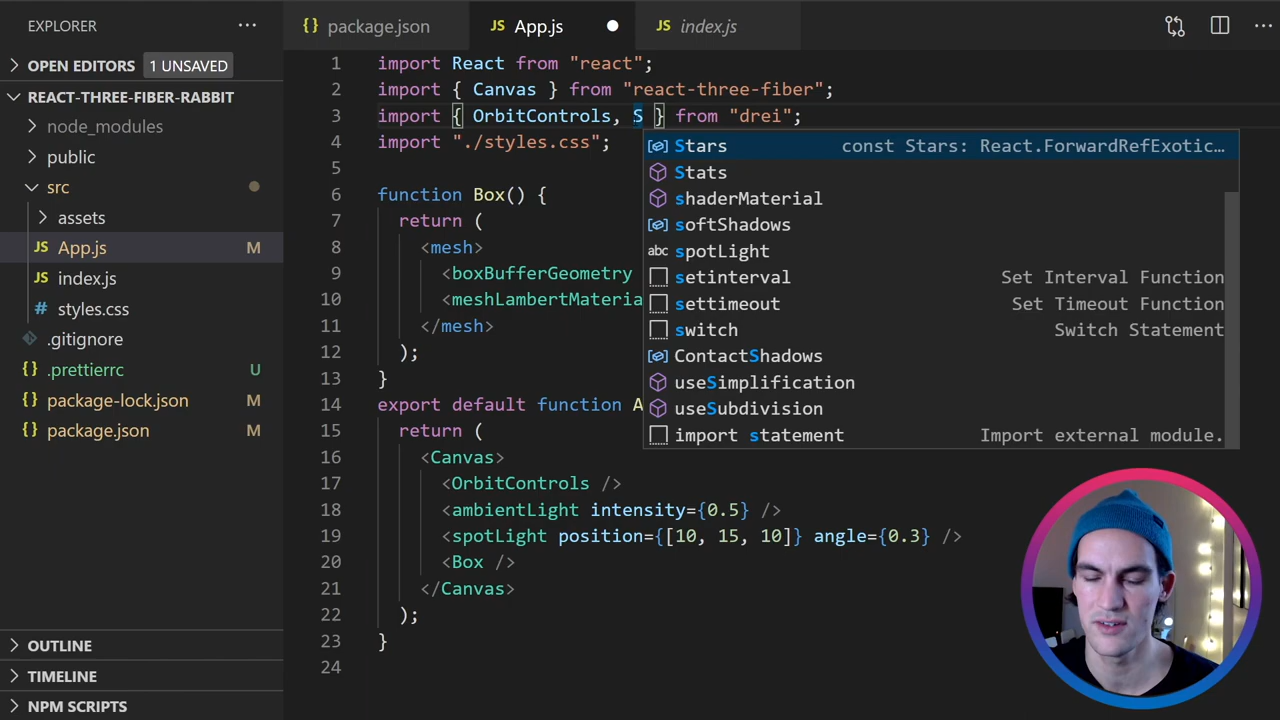 EXPLORER
OPEN EDITORS 1 UNSAVED
REACT-THREE-FIBER-RABBIT
node_modules
public
src
assets
JS App.js M
JS index.js
# styles.css
.gitignore
{} .prettierrc U
{} package-lock.json M
{} package.json M
OUTLINE
TIMELINE
NPM SCRIPTS
{} package.json JS App.js JS index.js
1 import React from "react";
2 import { Canvas } from "react-three-fiber";
3 import { OrbitControls, S } from "drei";
4 import "./styles.css";
5
6 function Box() {
7 return (
8 <mesh>
9 <boxBufferGeometry
10 <meshLambertMateria
11 </mesh>
12 );
13 }
14 export default function A
15 return (
16 <Canvas>
17 <OrbitControls />
18 <ambientLight intensity={0.5} />
19 <spotLight position={[10, 15, 10]} angle={0.3} />
20 <Box />
21 </Canvas>
22 );
23 }
24
Stars const Stars: React.ForwardRefExotic…
Stats
shaderMaterial
softShadows
abc spotLight
setinterval Set Interval Function
settimeout Set Timeout Function
switch Switch Statement
ContactShadows
useSimplification
useSubdivision
import statement Import external module.